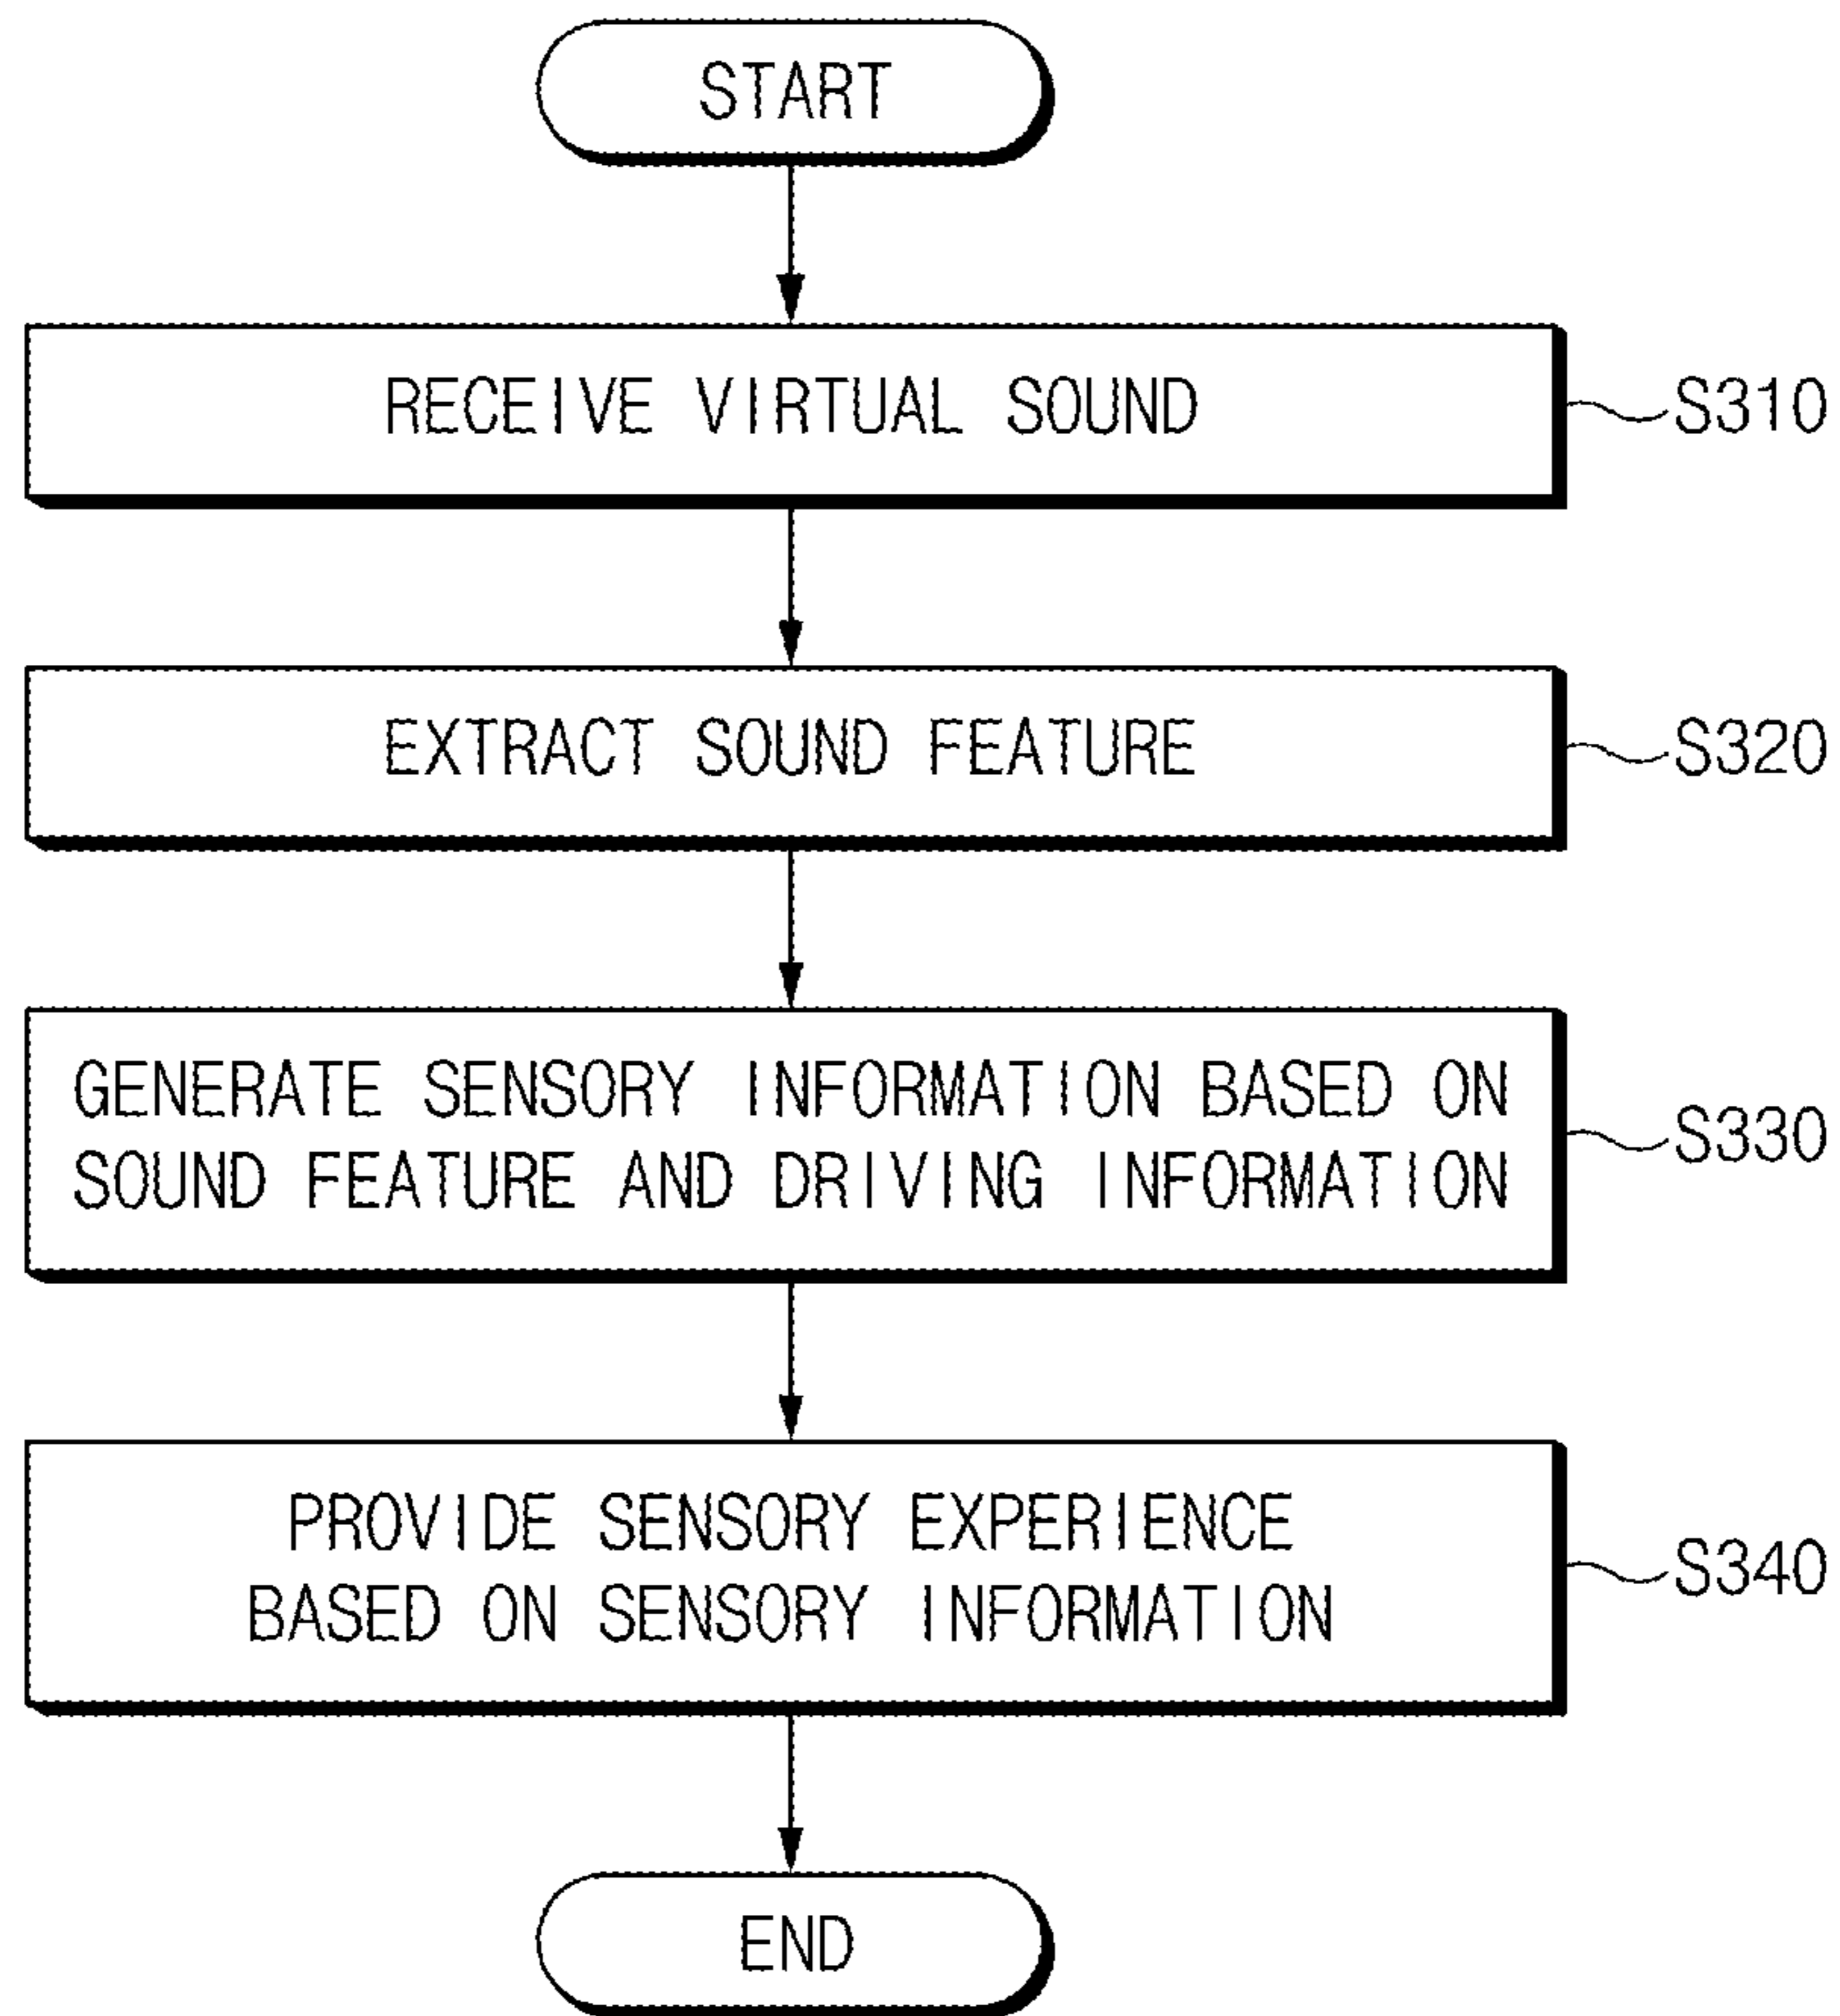 START
RECEIVE VIRTUAL SOUND
S310
EXTRACT SOUND FEATURE
S320
GENERATE SENSORY INFORMATION BASED ON
SOUND FEATURE AND DRIVING INFORMATION
S330
PROVIDE SENSORY EXPERIENCE
BASED ON SENSORY INFORMATION
S340
END